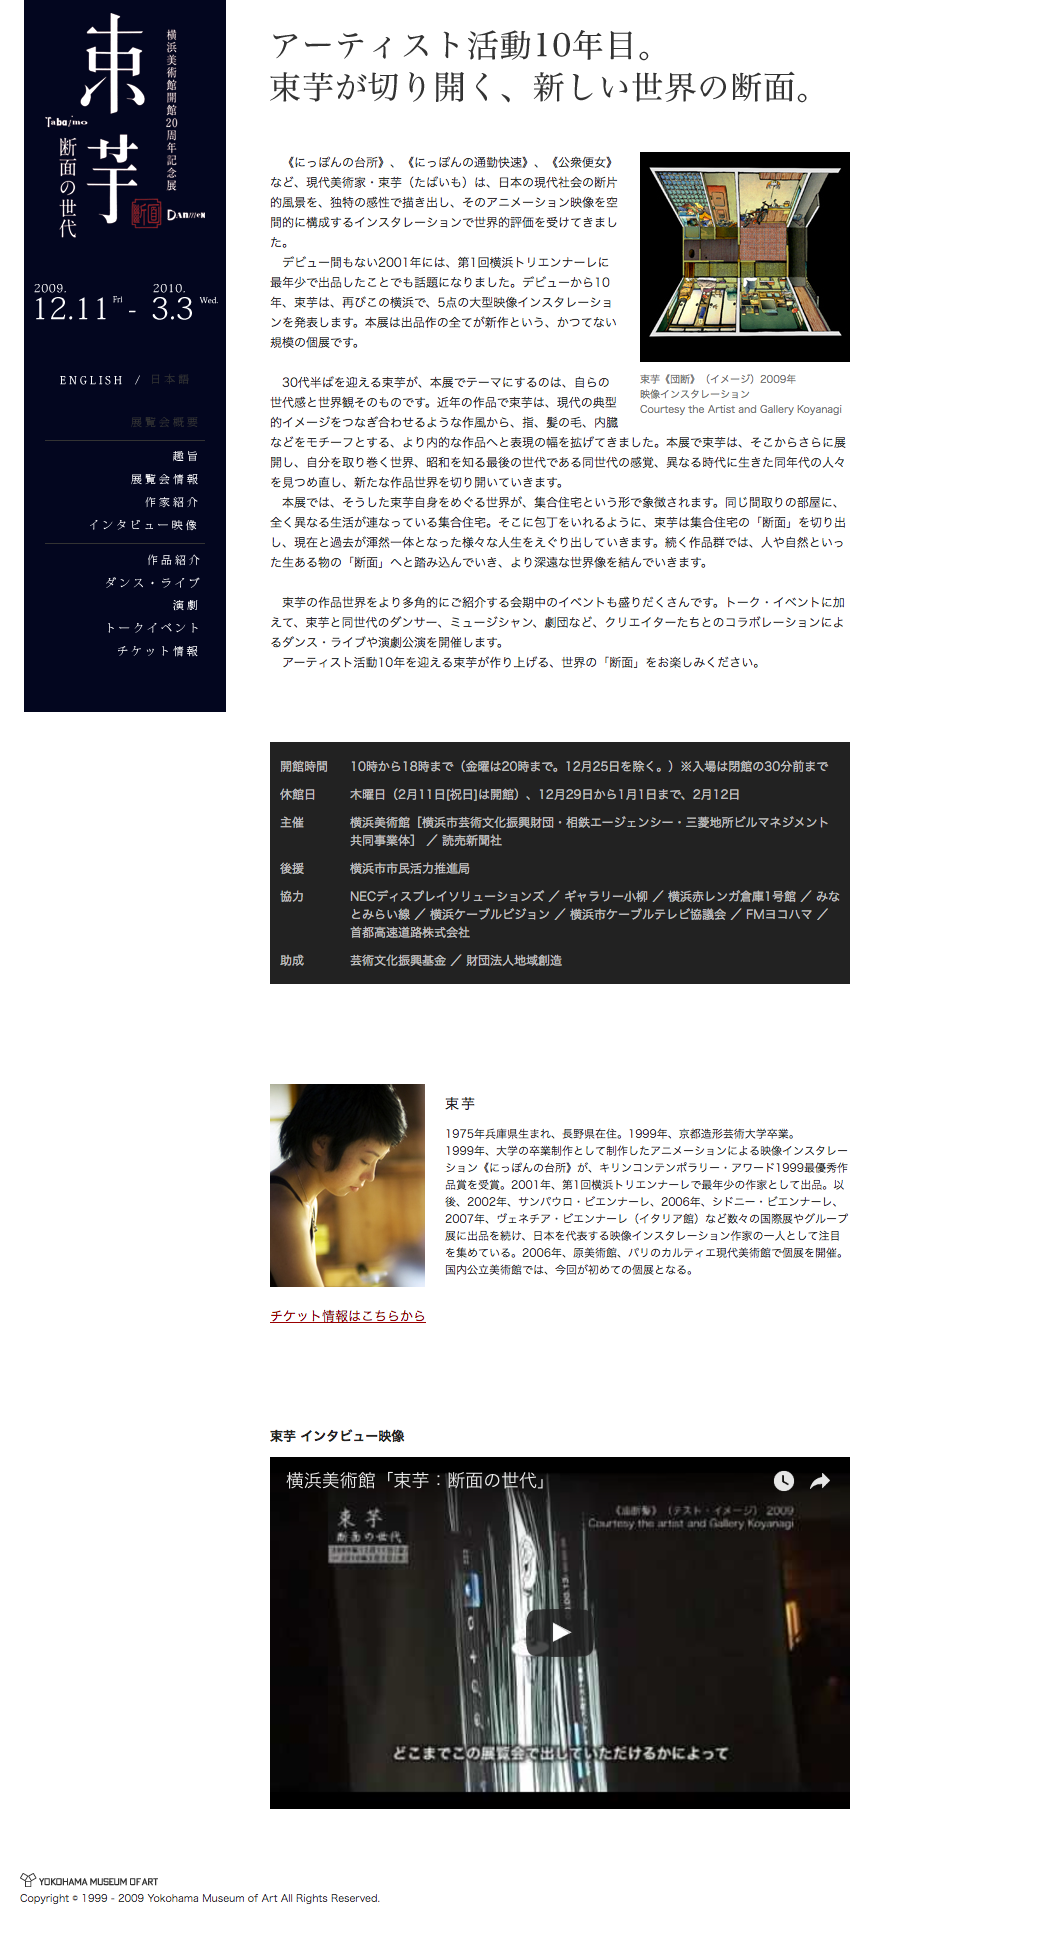 束芋
横浜美術館開館20周年記念展
Tabaimo
断面の世代
断面
DANMEN
2009.
12.11 Fri - 2010. 3.3 Wed.
ENGLISH / 日本語
展覧会概要
趣旨
展覧会情報
作家紹介
インタビュー映像
作品紹介
ダンス・ライブ
演劇
トークイベント
チケット情報
アーティスト活動10年目。
束芋が切り開く、新しい世界の断面。
《にっぽんの台所》、《にっぽんの通勤快速》、《公衆便女》
など、現代美術家・束芋（たばいも）は、日本の現代社会の断片
的風景を、独特の感性で描き出し、そのアニメーション映像を空
間的に構成するインスタレーションで世界的評価を受けてきまし
た。
デビュー間もない2001年には、第1回横浜トリエンナーレに
最年少で出品したことでも話題になりました。デビューから10
年、束芋は、再びこの横浜で、5点の大型映像インスタレーショ
ンを発表します。本展は出品作の全てが新作という、かつてない
規模の個展です。
束芋《団断》（イメージ）2009年
映像インスタレーション
Courtesy the Artist and Gallery Koyanagi
30代半ばを迎える束芋が、本展でテーマにするのは、自らの
世代感と世界観そのものです。近年の作品で束芋は、現代の典型
的イメージをつなぎ合わせるような作風から、指、髪の毛、内臓
などをモチーフとする、より内的な作品へと表現の幅を拡げてきました。本展で束芋は、そこからさらに展
開し、自分を取り巻く世界、昭和を知る最後の世代である同世代の感覚、異なる時代に生きた同年代の人々
を見つめ直し、新たな作品世界を切り開いていきます。
本展では、そうした束芋自身をめぐる世界が、集合住宅という形で象徴されます。同じ間取りの部屋に、
全く異なる生活が連なっている集合住宅。そこに包丁をいれるように、束芋は集合住宅の「断面」を切り出
し、現在と過去が渾然一体となった様々な人生をえぐり出していきます。続く作品群では、人や自然といっ
た生ある物の「断面」へと踏み込んでいき、より深遠な世界像を結んでいきます。
束芋の作品世界をより多角的にご紹介する会期中のイベントも盛りだくさんです。トーク・イベントに加
えて、束芋と同世代のダンサー、ミュージシャン、劇団など、クリエイターたちとのコラボレーションによ
るダンス・ライブや演劇公演を開催します。
アーティスト活動10年を迎える束芋が作り上げる、世界の「断面」をお楽しみください。
開館時間 10時から18時まで（金曜は20時まで。12月25日を除く。）※入場は閉館の30分前まで
休館日 木曜日（2月11日[祝日]は開館）、12月29日から1月1日まで、2月12日
主催 横浜美術館［横浜市芸術文化振興財団・相鉄エージェンシー・三菱地所ビルマネジメント
共同事業体］ ／ 読売新聞社
後援 横浜市市民活力推進局
協力 NECディスプレイソリューションズ ／ ギャラリー小柳 ／ 横浜赤レンガ倉庫1号館 ／ みな
とみらい線 ／ 横浜ケーブルビジョン ／ 横浜市ケーブルテレビ協議会 ／ FMヨコハマ ／
首都高速道路株式会社
助成 芸術文化振興基金 ／ 財団法人地域創造
束芋
1975年兵庫県生まれ、長野県在住。1999年、京都造形芸術大学卒業。
1999年、大学の卒業制作として制作したアニメーションによる映像インスタレー
ション《にっぽんの台所》が、キリンコンテンポラリー・アワード1999最優秀作
品賞を受賞。2001年、第1回横浜トリエンナーレで最年少の作家として出品。以
後、2002年、サンパウロ・ビエンナーレ、2006年、シドニー・ビエンナーレ、
2007年、ヴェネチア・ビエンナーレ（イタリア館）など数々の国際展やグループ
展に出品を続け、日本を代表する映像インスタレーション作家の一人として注目
を集めている。2006年、原美術館、パリのカルティエ現代美術館で個展を開催。
国内公立美術館では、今回が初めての個展となる。
チケット情報はこちらから
束芋 インタビュー映像
横浜美術館「束芋：断面の世代」
束芋
断面の世代
《油断髪》（テスト・イメージ） 2009
Courtesy the artist and Gallery Koyanagi
どこまでこの展覧会で出していただけるかによって
YOKOHAMA MUSEUM OF ART
Copyright © 1999 - 2009 Yokohama Museum of Art All Rights Reserved.